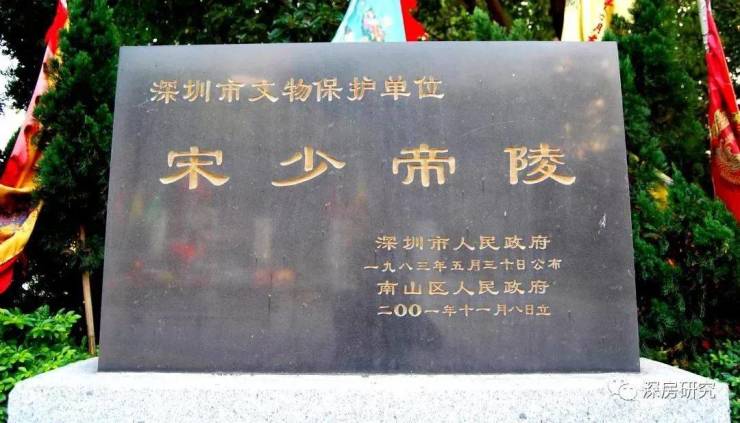 深圳市文物保护单位
宋少帝陵
深圳市人民政府
一九八三年五月三十日公布
南山区人民政府
二〇〇一年十一月八日立
深房研究